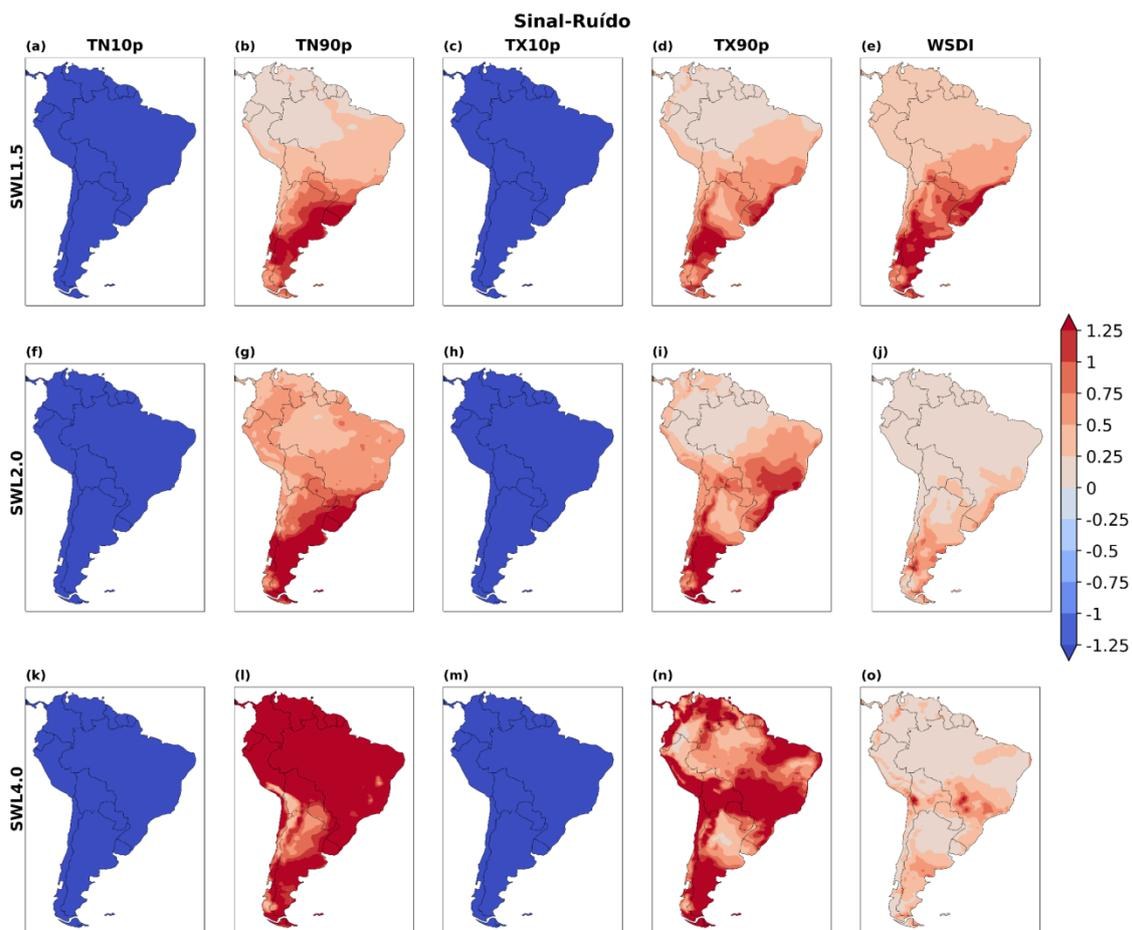 Sinal-Ruído
(a) TN10p
(b) TN90p
(c) TX10p
(d) TX90p
(e) WSDI
SWL1.5
(f)
(g)
(h)
(i)
(j)
SWL2.0
1.25
1
0.75
0.5
0.25
0
-0.25
-0.5
-0.75
-1
-1.25
(k)
(l)
(m)
(n)
(o)
SWL4.0